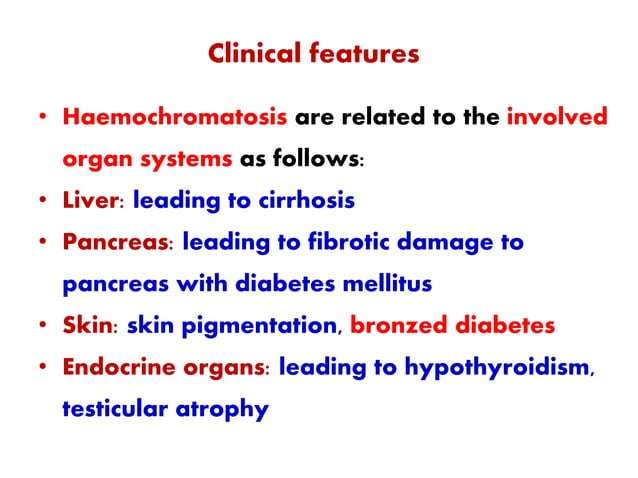 Clinical features
• Haemochromatosis are related to the involved
organ systems as follows:
• Liver: leading to cirrhosis
• Pancreas: leading to fibrotic damage to
pancreas with diabetes mellitus
• Skin: skin pigmentation, bronzed diabetes
• Endocrine organs: leading to hypothyroidism,
testicular atrophy